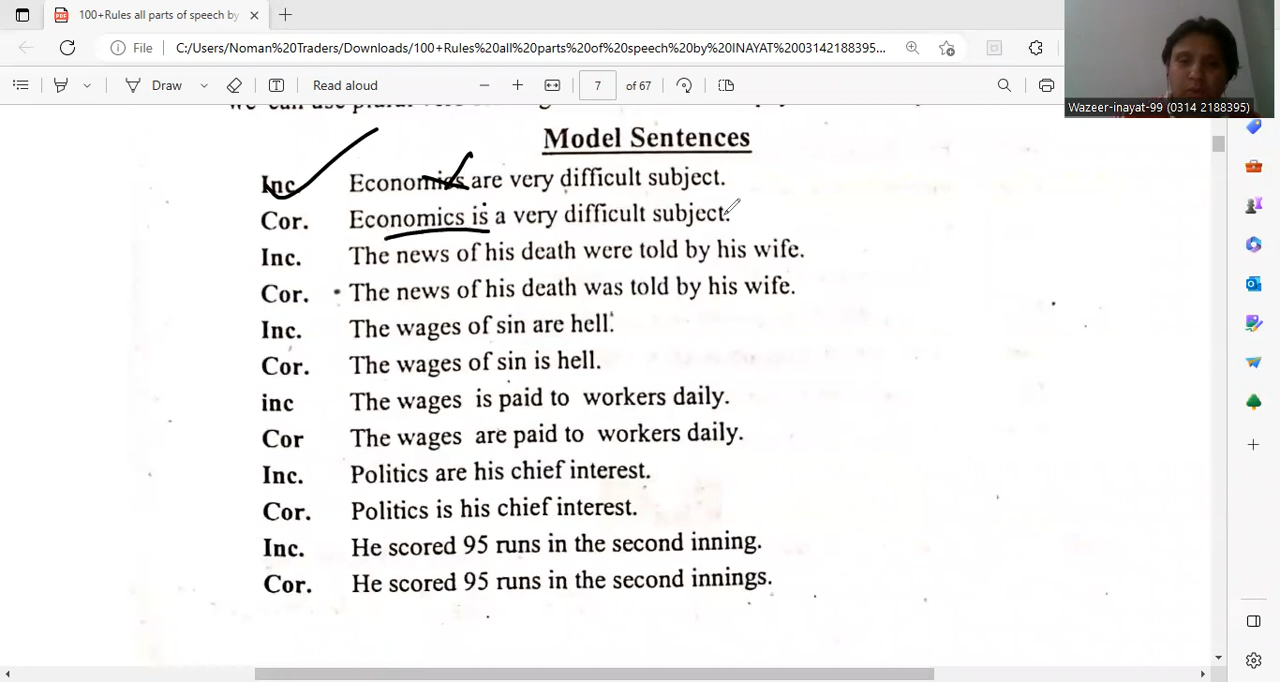 100+Rules all parts of speech by
File C:/Users/Noman%20Traders/Downloads/100+Rules%20all%20parts%20of%20speech%20by%20INAYAT%2003142188395...
Draw Read aloud 7 of 67
Wazeer-inayat-99 (0314 2188395)
Model Sentences
Inc Economics are very difficult subject.
Cor. Economics is a very difficult subject.
Inc. The news of his death were told by his wife.
Cor. The news of his death was told by his wife.
Inc. The wages of sin are hell.
Cor. The wages of sin is hell.
inc The wages is paid to workers daily.
Cor The wages are paid to workers daily.
Inc. Politics are his chief interest.
Cor. Politics is his chief interest.
Inc. He scored 95 runs in the second inning.
Cor. He scored 95 runs in the second innings.